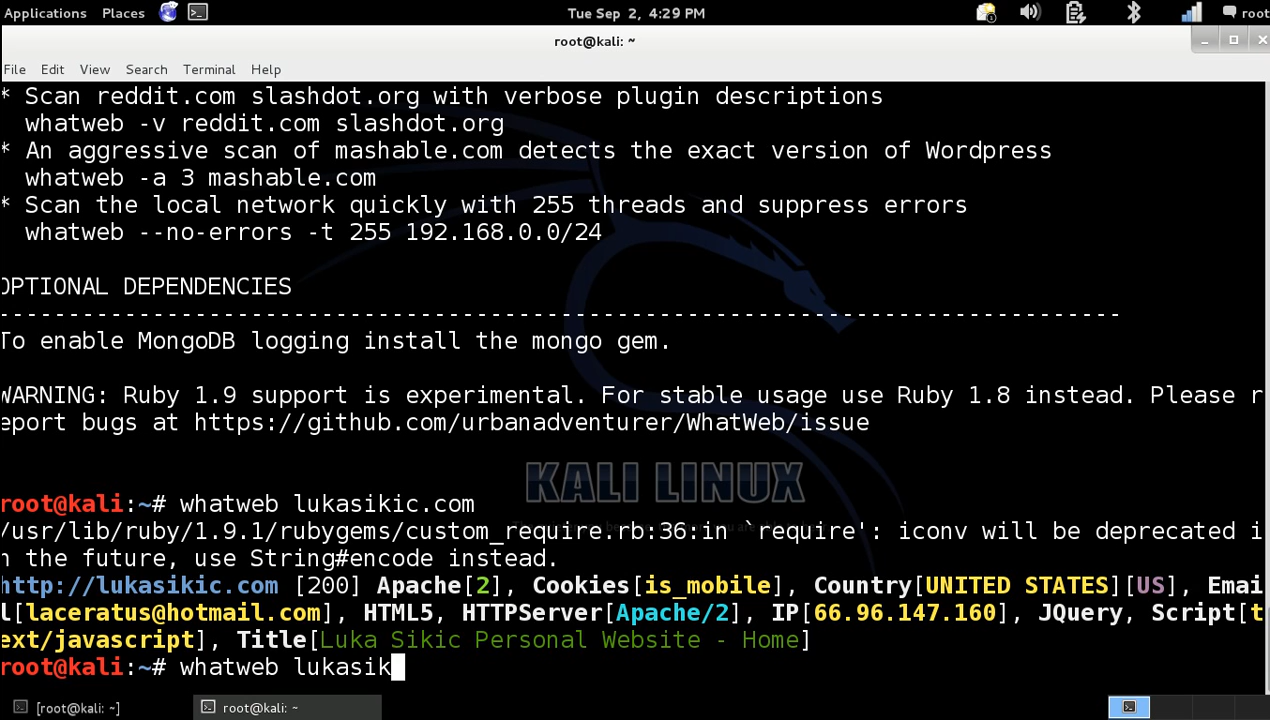 Applications Places Tue Sep 2, 4:29 PM root
root@kali: ~
File Edit View Search Terminal Help
* Scan reddit.com slashdot.org with verbose plugin descriptions
whatweb -v reddit.com slashdot.org
* An aggressive scan of mashable.com detects the exact version of Wordpress
whatweb -a 3 mashable.com
* Scan the local network quickly with 255 threads and suppress errors
whatweb --no-errors -t 255 192.168.0.0/24
OPTIONAL DEPENDENCIES
--------------------------------------------------------------------------------
To enable MongoDB logging install the mongo gem.
WARNING: Ruby 1.9 support is experimental. For stable usage use Ruby 1.8 instead. Please r
eport bugs at https://github.com/urbanadventurer/WhatWeb/issue
KALI LINUX
root@kali:~# whatweb lukasikic.com
/usr/lib/ruby/1.9.1/rubygems/custom_require.rb:36:in `require': iconv will be deprecated i
n the future, use String#encode instead.
http://lukasikic.com [200] Apache[2], Cookies[is_mobile], Country[UNITED STATES][US], Emai
l[laceratus@hotmail.com], HTML5, HTTPServer[Apache/2], IP[66.96.147.160], JQuery, Script[t
ext/javascript], Title[Luka Sikic Personal Website - Home]
root@kali:~# whatweb lukasik
[root@kali: ~] root@kali: ~